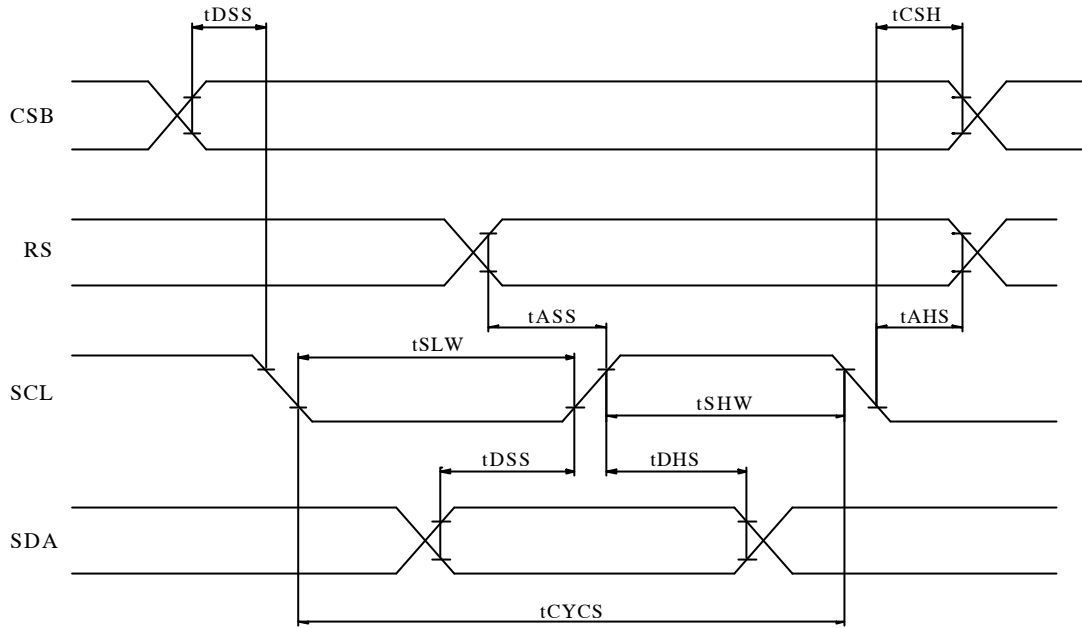 tDSS
tCSH
CSB
RS
tASS
tAHS
tSLW
SCL
tSHW
tDSS
tDHS
SDA
tCYCS